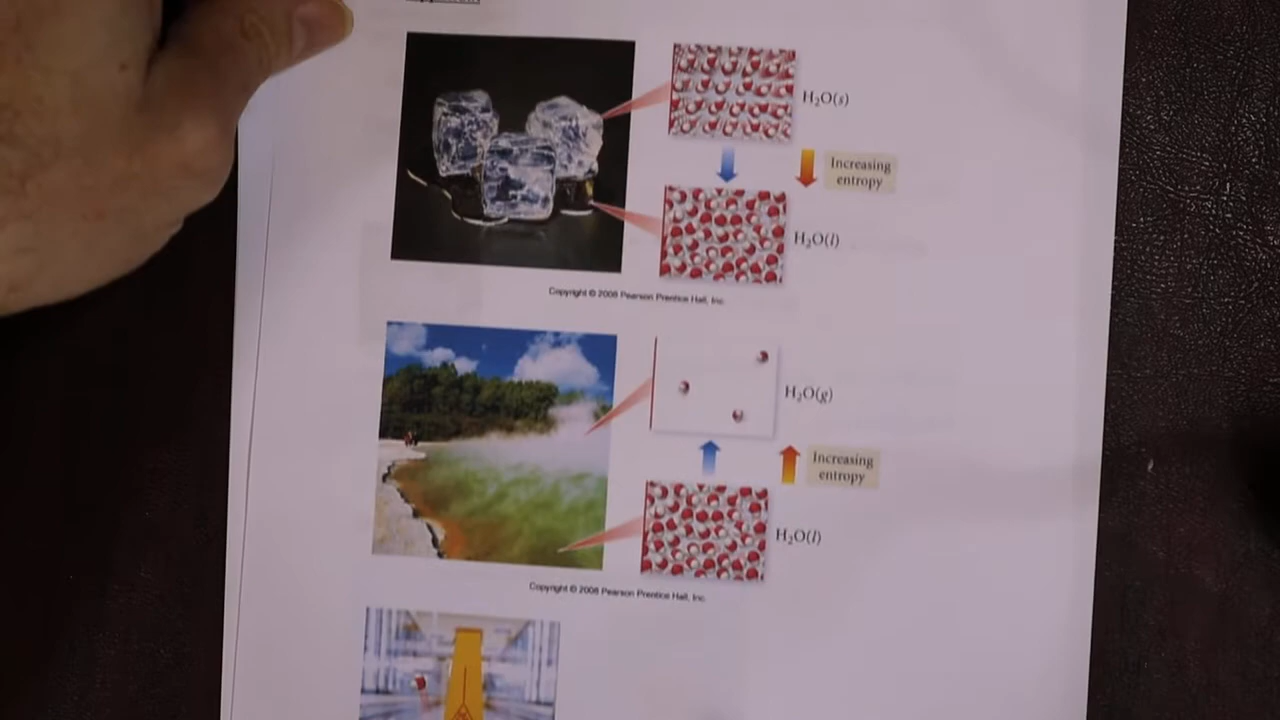 H₂O(s)
Increasing
entropy
H₂O(l)
Copyright © 2008 Pearson Prentice Hall, Inc.
H₂O(g)
Increasing
entropy
H₂O(l)
Copyright © 2008 Pearson Prentice Hall, Inc.